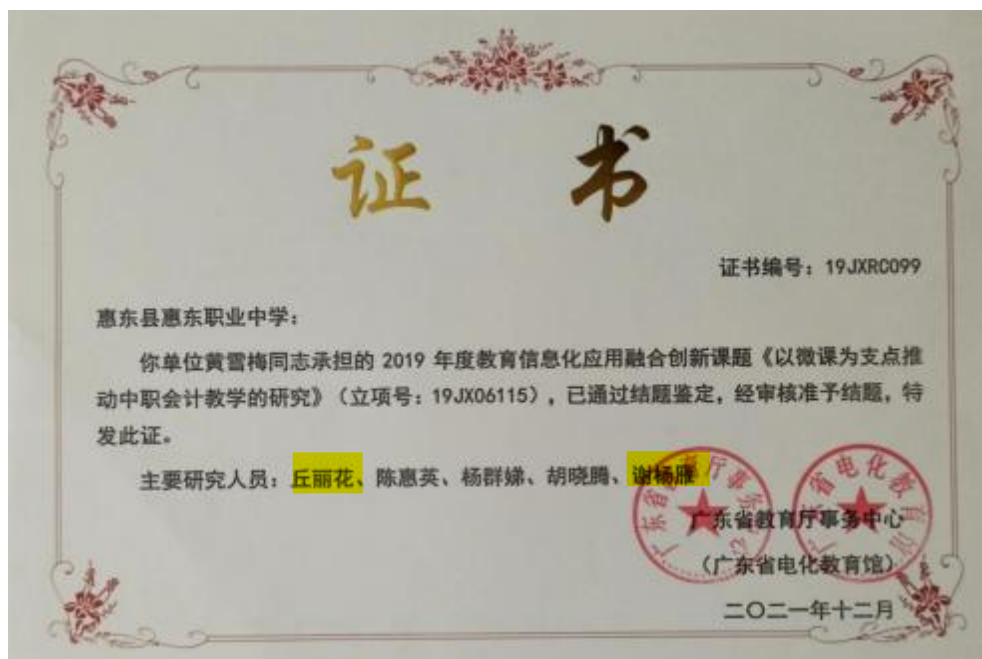 证 书
证书编号：19JXRC099
惠东县惠东职业中学：
你单位黄雪梅同志承担的 2019 年度教育信息化应用融合创新课题《以微课为支点推
动中职会计教学的研究》（立项号：19JX06115），已通过结题鉴定，经审核准予结题，特
发此证。
主要研究人员：丘丽花、陈惠英、杨群娣、胡晓腾、谢杨雁
广东省教育厅事务中心
（广东省电化教育馆）
二〇二一年十二月